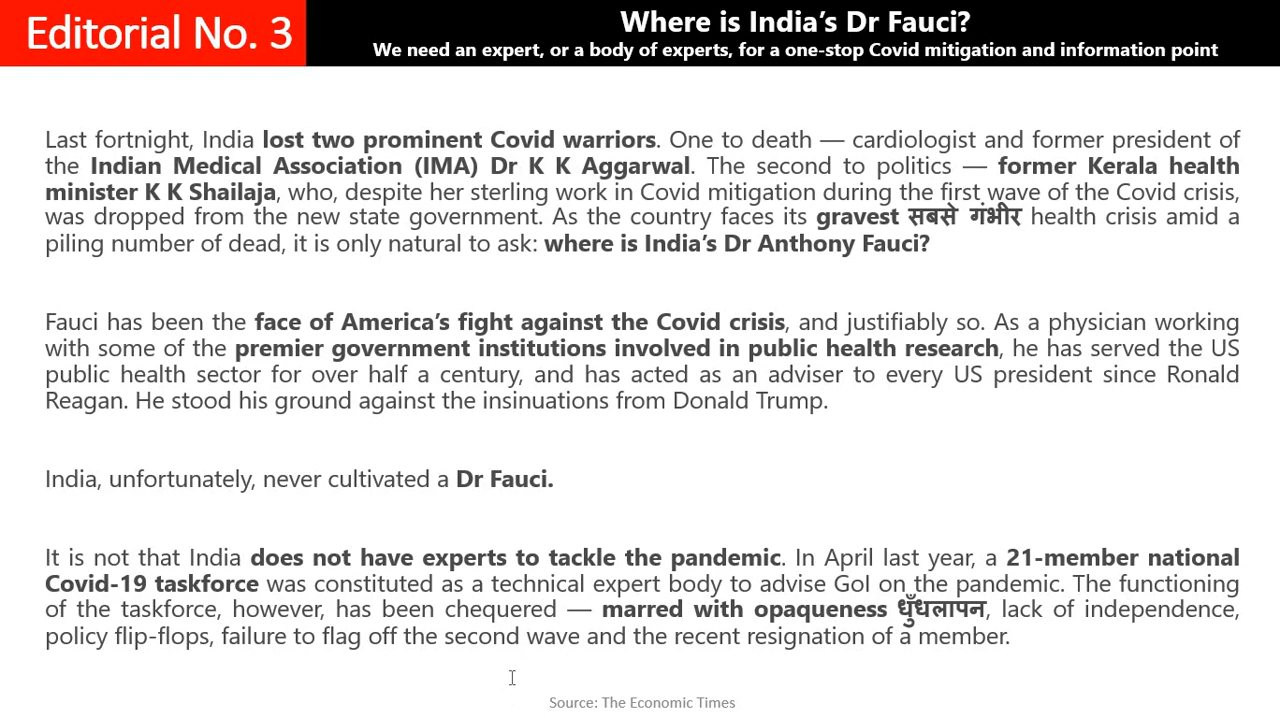 Editorial No. 3
Where is India's Dr Fauci?
We need an expert, or a body of experts, for a one-stop Covid mitigation and information point
Last fortnight, India lost two prominent Covid warriors. One to death — cardiologist and former president of
the Indian Medical Association (IMA) Dr K K Aggarwal. The second to politics — former Kerala health
minister K K Shailaja, who, despite her sterling work in Covid mitigation during the first wave of the Covid crisis,
was dropped from the new state government. As the country faces its gravest सबसे गंभीर health crisis amid a
piling number of dead, it is only natural to ask: where is India's Dr Anthony Fauci?
Fauci has been the face of America's fight against the Covid crisis, and justifiably so. As a physician working
with some of the premier government institutions involved in public health research, he has served the US
public health sector for over half a century, and has acted as an adviser to every US president since Ronald
Reagan. He stood his ground against the insinuations from Donald Trump.
India, unfortunately, never cultivated a Dr Fauci.
It is not that India does not have experts to tackle the pandemic. In April last year, a 21-member national
Covid-19 taskforce was constituted as a technical expert body to advise GoI on the pandemic. The functioning
of the taskforce, however, has been chequered — marred with opaqueness धुँधलापन, lack of independence,
policy flip-flops, failure to flag off the second wave and the recent resignation of a member.
Source: The Economic Times